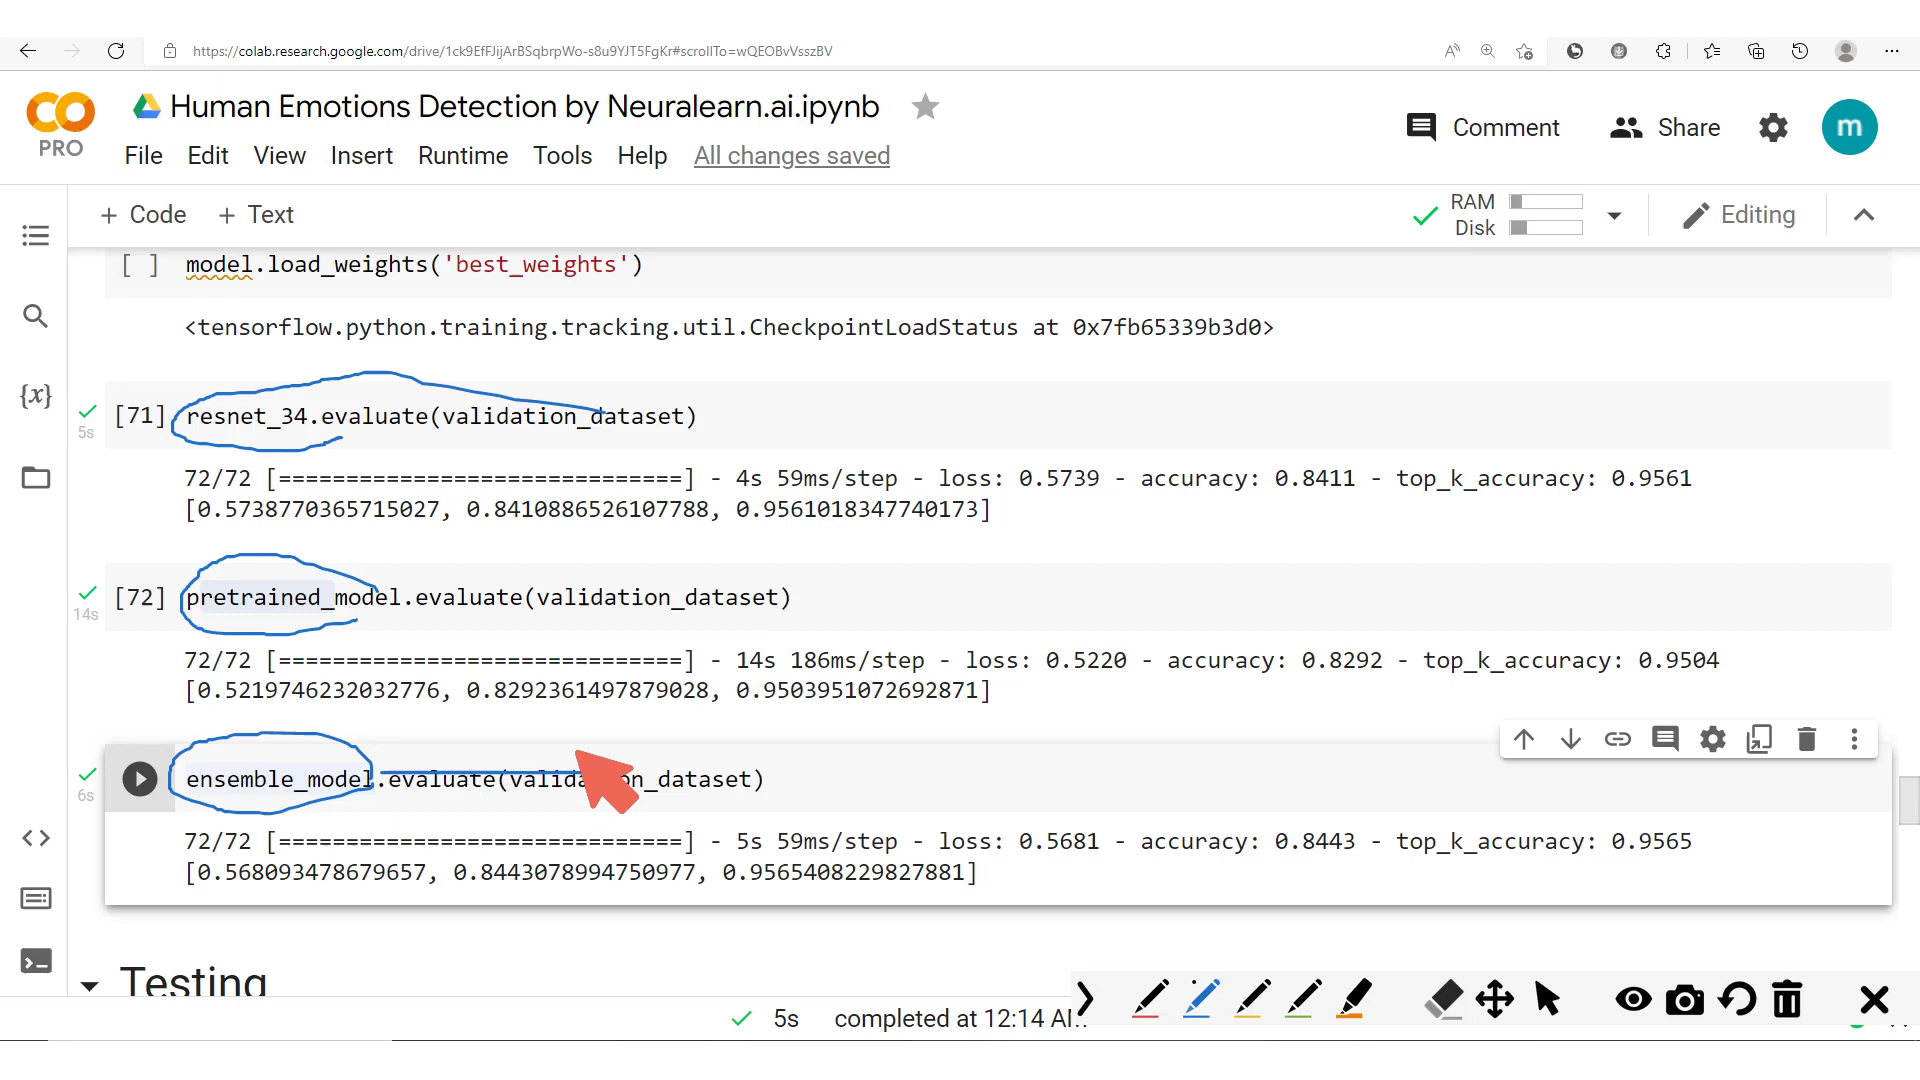 https://colab.research.google.com/drive/1ck9EfFJijArBSqbrpWo-s8u9YJT5FgKr#scrollTo=wQEOBvVsszBV
Human Emotions Detection by Neuralearn.ai.ipynb
PRO
Comment
Share
m
File Edit View Insert Runtime Tools Help All changes saved
+ Code + Text
RAM
Disk
Editing
[ ] model.load_weights('best_weights')
<tensorflow.python.training.tracking.util.CheckpointLoadStatus at 0x7fb65339b3d0>
{x}
[71] resnet_34.evaluate(validation_dataset)
5s
72/72 [==============================] - 4s 59ms/step - loss: 0.5739 - accuracy: 0.8411 - top_k_accuracy: 0.9561
[0.5738770365715027, 0.8410886526107788, 0.9561018347740173]
[72] pretrained_model.evaluate(validation_dataset)
14s
72/72 [==============================] - 14s 186ms/step - loss: 0.5220 - accuracy: 0.8292 - top_k_accuracy: 0.9504
[0.5219746232032776, 0.8292361497879028, 0.9503951072692871]
ensemble_model.evaluate(validation_dataset)
6s
72/72 [==============================] - 5s 59ms/step - loss: 0.5681 - accuracy: 0.8443 - top_k_accuracy: 0.9565
[0.568093478679657, 0.8443078994750977, 0.9565408229827881]
Testing
5s completed at 12:14 AM